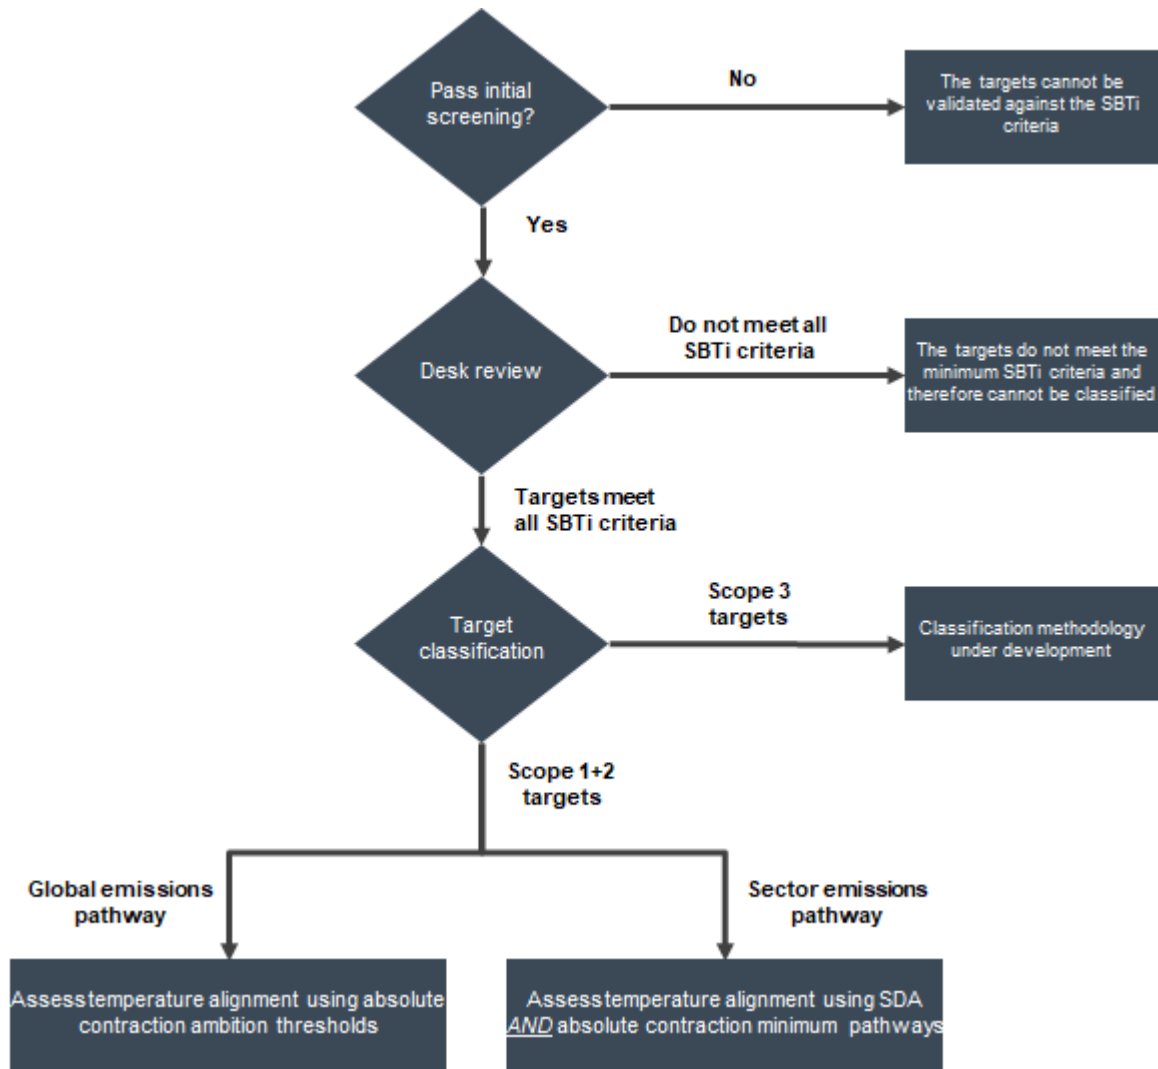 Pass initial
screening?
No
The targets cannot be
validated against the SBTi
criteria
Yes
Desk review
Do not meet all
SBTi criteria
The targets do not meet the
minimum SBTi criteria and
therefore cannot be classified
Targets meet
all SBTi criteria
Target
classification
Scope 3
targets
Classification methodology
under development
Scope 1+2
targets
Global emissions
pathway
Sector emissions
pathway
Assess temperature alignment using absolute
contraction ambition thresholds
Assess temperature alignment using SDA
AND absolute contraction minimum pathways